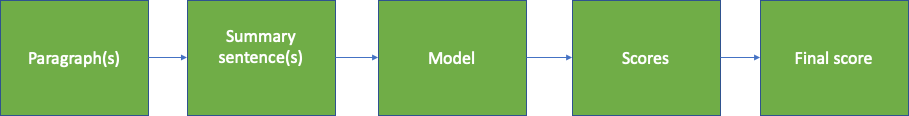 Paragraph(s)
Summary
sentence(s)
Model
Scores
Final score